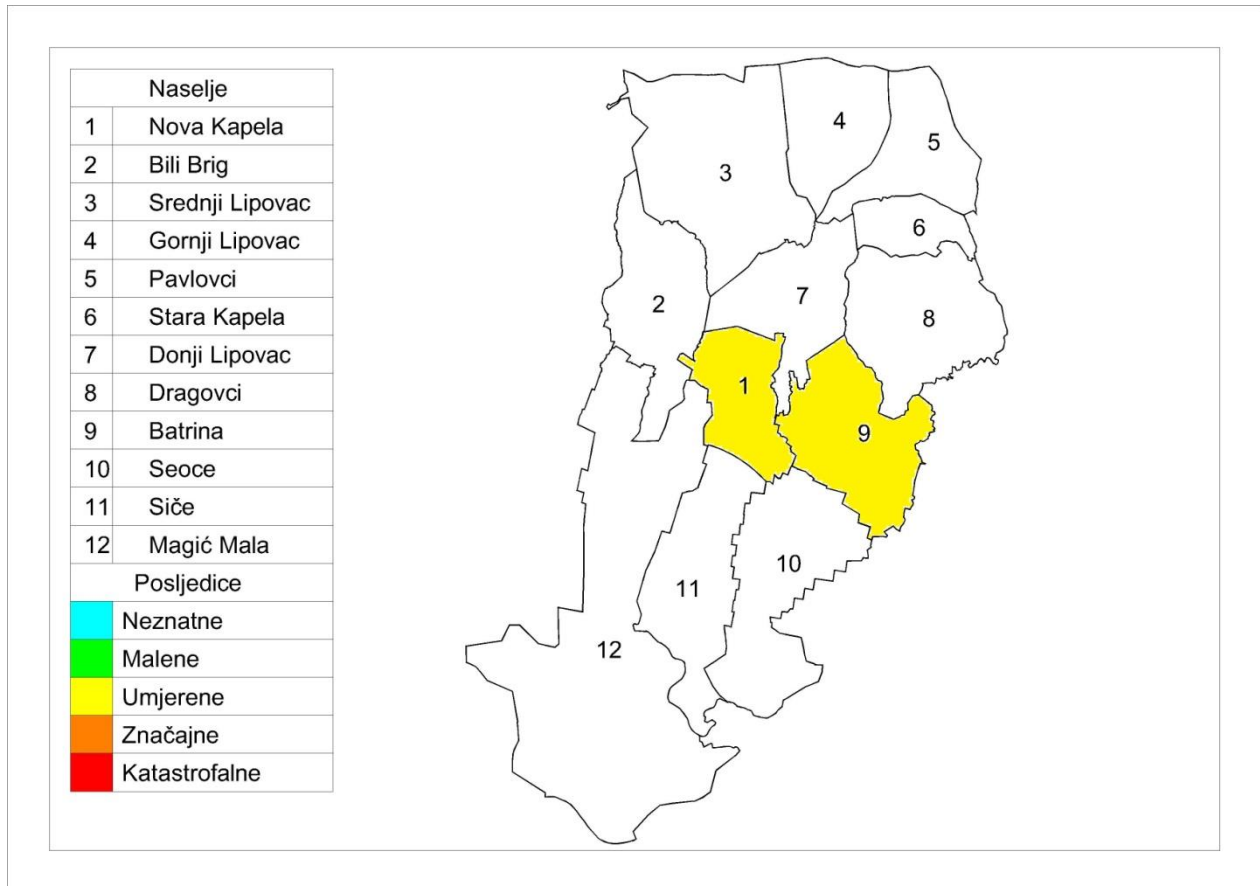 Naselje
1 Nova Kapela
2 Bili Brig
3 Srednji Lipovac
4 Gornji Lipovac
5 Pavlovci
6 Stara Kapela
7 Donji Lipovac
8 Dragovci
9 Batrina
10 Seoce
11 Siče
12 Magić Mala
Posljedice
Neznatne
Malene
Umjerene
Značajne
Katastrofalne
4
5
3
6
7
8
2
1
9
10
11
12